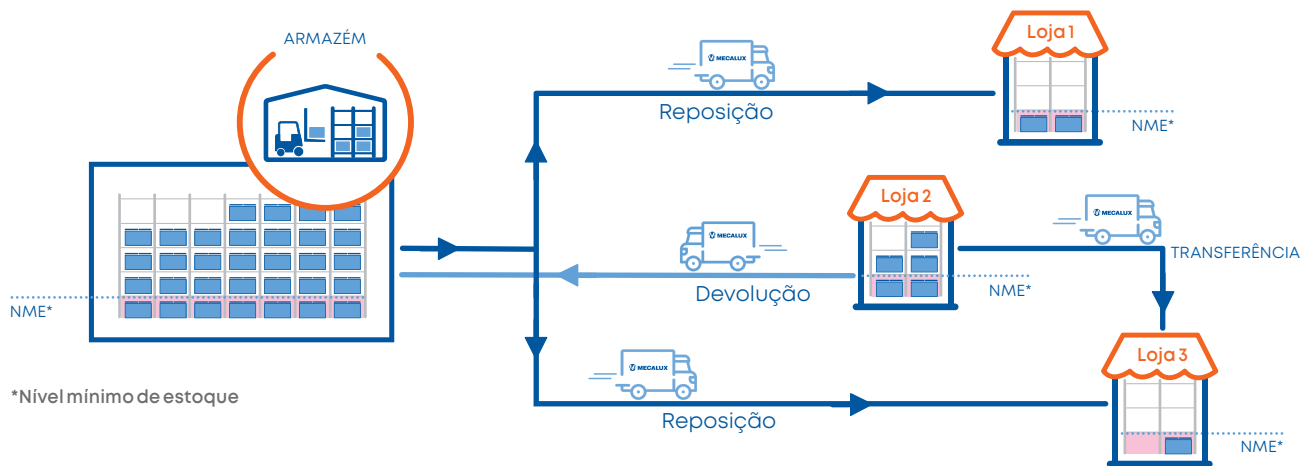 ARMAZÉM
MECALUX
Reposição
Loja 1
NME*
Loja 2
MECALUX
Devolução
NME*
MECALUX
TRANSFERÊNCIA
NME*
Loja 3
MECALUX
Reposição
NME*
*Nível mínimo de estoque